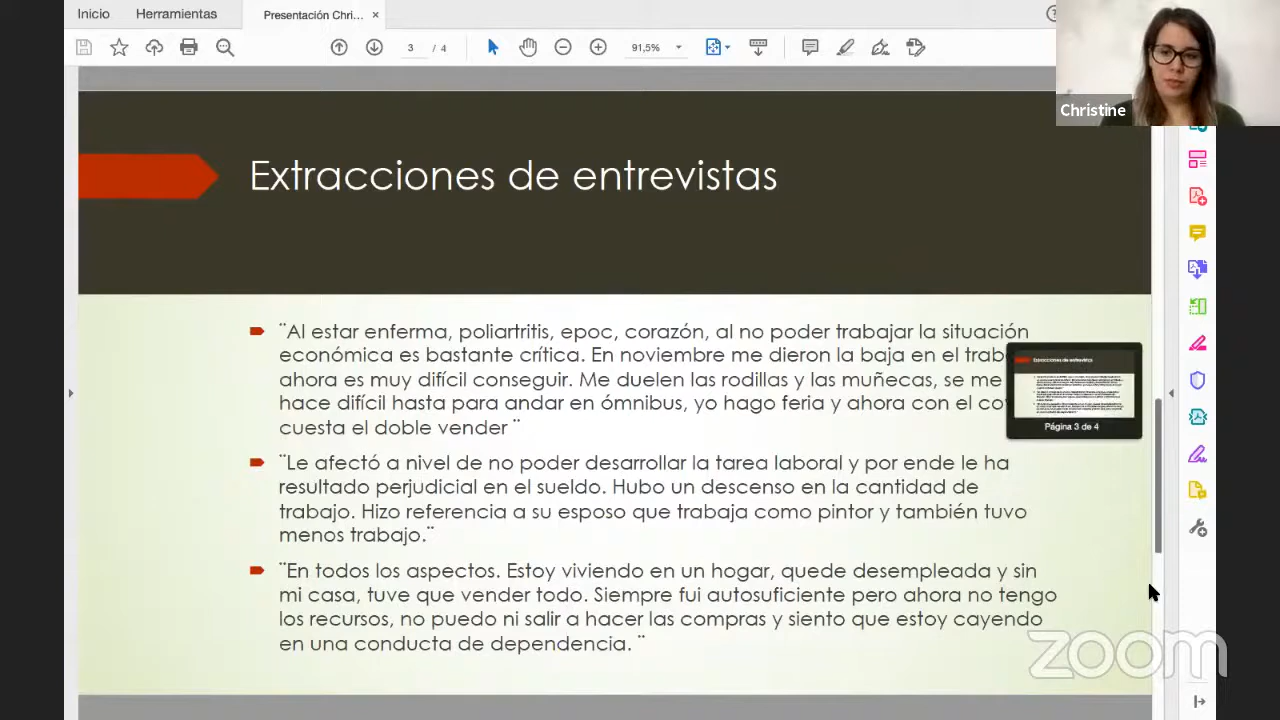 Inicio Herramientas Presentación Chri... ×
3 / 4 91,5%
Christine
Extracciones de entrevistas
¨Al estar enferma, poliartritis, epoc, corazón, al no poder trabajar la situación
económica es bastante crítica. En noviembre me dieron la baja en el
ahora es muy difícil conseguir. Me duelen las rodillas y las muñecas, se me
hace difícil hasta para andar en ómnibus, yo hago feria y ahora con el
cuesta el doble vender ¨
¨Le afectó a nivel de no poder desarrollar la tarea laboral y por ende le ha
resultado perjudicial en el sueldo. Hubo un descenso en la cantidad de
trabajo. Hizo referencia a su esposo que trabaja como pintor y también tuvo
menos trabajo.¨
¨En todos los aspectos. Estoy viviendo en un hogar, quede desempleada y sin
mi casa, tuve que vender todo. Siempre fui autosuficiente pero ahora no tengo
los recursos, no puedo ni salir a hacer las compras y siento que estoy cayendo
en una conducta de dependencia. ¨
Extracciones de entrevistas
Página 3 de 4
zoom